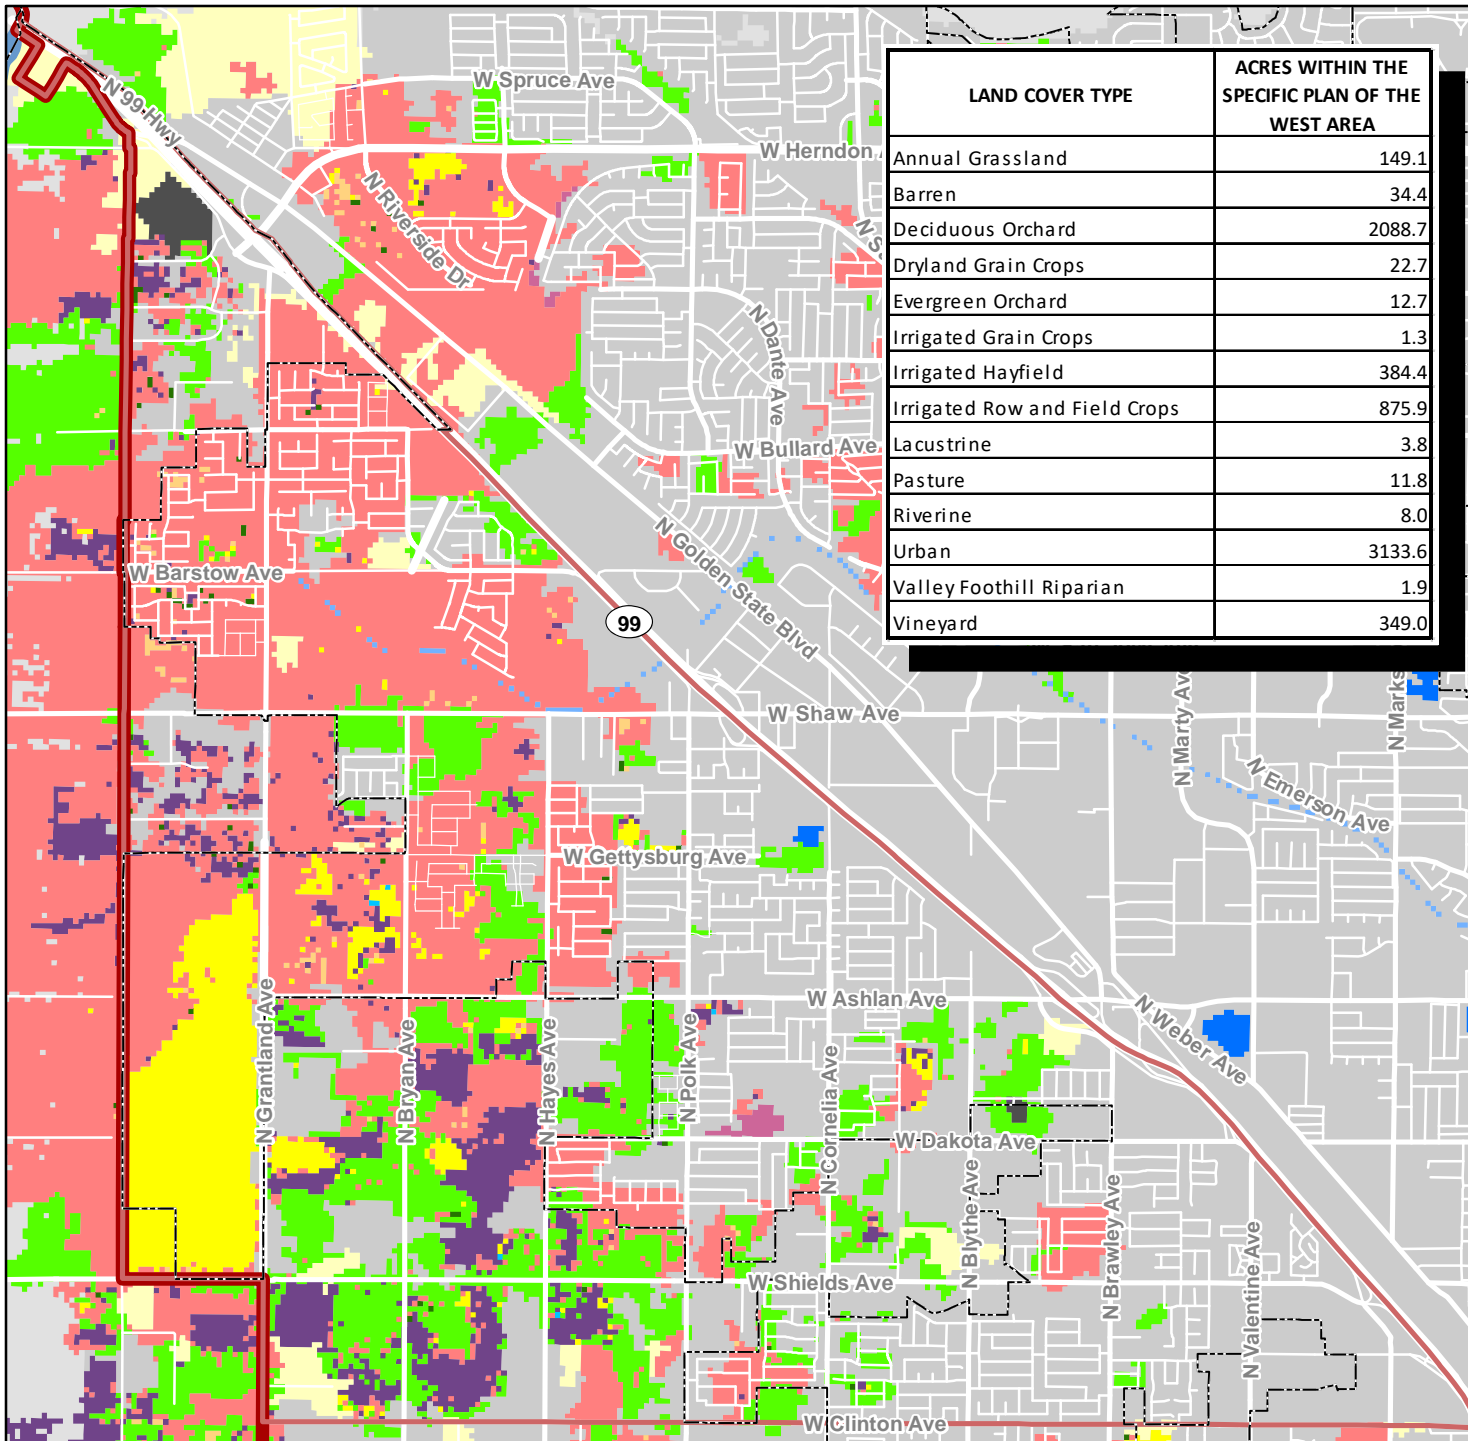 LAND COVER TYPE
ACRES WITHIN THE
SPECIFIC PLAN OF THE
WEST AREA
Annual Grassland 149.1
Barren 34.4
Deciduous Orchard 2088.7
Dryland Grain Crops 22.7
Evergreen Orchard 12.7
Irrigated Grain Crops 1.3
Irrigated Hayfield 384.4
Irrigated Row and Field Crops 875.9
Lacustrine 3.8
Pasture 11.8
Riverine 8.0
Urban 3133.6
Valley Foothill Riparian 1.9
Vineyard 349.0
W Spruce Ave
N 99 Hwy
W Herndon
N Riverside Dr.
N Dante Ave
W Bullard Ave
N Golden State Blvd
W Barstow Ave
99
W Shaw Ave
N Marty Ave
N Marks
N Emerson Ave
W Gettysburg Ave
W Ashlan Ave
N Weber Ave
N Grantland Ave
N Bryan Ave
N Hayes Ave
N Polk Ave
N Cornelia Ave
W Dakota Ave
N Blythe Ave
N Brawley Ave
N Valentine Ave
W Shields Ave
W Clinton Ave